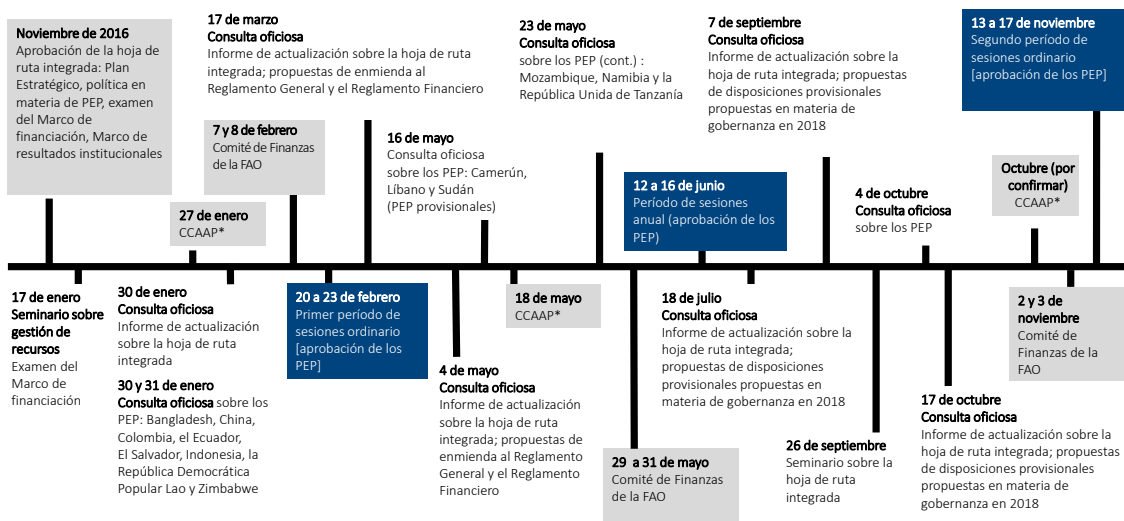 Noviembre de 2016
Aprobación de la hoja de
ruta integrada: Plan
Estratégico, política en
materia de PEP, examen
del Marco de
financiación, Marco de
resultados institucionales
17 de marzo
Consulta oficiosa
Informe de actualización sobre la hoja de ruta
integrada; propuestas de enmienda al
Reglamento General y el Reglamento Financiero
7 y 8 de febrero
Comité de Finanzas
de la FAO
27 de enero
CCAAP*
16 de mayo
Consulta oficiosa
sobre los PEP: Camerún,
Líbano y Sudán
(PEP provisionales)
23 de mayo
Consulta oficiosa
sobre los PEP (cont.) :
Mozambique, Namibia y la
República Unida de Tanzanía
12 a 16 de junio
Período de sesiones
anual (aprobación de los
PEP)
7 de septiembre
Consulta oficiosa
Informe de actualización sobre la
hoja de ruta integrada; propuestas
de disposiciones provisionales
propuestas en materia de
gobernanza en 2018
4 de octubre
Consulta oficiosa
sobre los PEP
13 a 17 de noviembre
Segundo período de
sesiones ordinario
[aprobación de los PEP]
Octubre (por
confirmar)
CCAAP*
17 de enero
Seminario sobre
gestión de
recursos
Examen del
Marco de
financiación
30 de enero
Consulta oficiosa
Informe de actualización
sobre la hoja de ruta
integrada
30 y 31 de enero
Consulta oficiosa sobre los
PEP: Bangladesh, China,
Colombia, el Ecuador,
El Salvador, Indonesia, la
República Democrática
Popular Lao y Zimbabwe
20 a 23 de febrero
Primer período de
sesiones ordinario
[aprobación de los
PEP]
4 de mayo
Consulta oficiosa
Informe de actualización
sobre la hoja de ruta
integrada; propuestas de
enmienda al Reglamento
General y el Reglamento
Financiero
18 de mayo
CCAAP*
29 a 31 de mayo
Comité de Finanzas
de la FAO
18 de julio
Consulta oficiosa
Informe de actualización sobre la
hoja de ruta integrada;
propuestas de disposiciones
provisionales propuestas en
materia de gobernanza en 2018
26 de septiembre
Seminario sobre la
hoja de ruta
integrada
17 de octubre
Consulta oficiosa
Informe de actualización sobre la
hoja de ruta integrada; propuestas
de disposiciones provisionales
propuestas en materia de
gobernanza en 2018
2 y 3 de
noviembre
Comité de
Finanzas de la
FAO